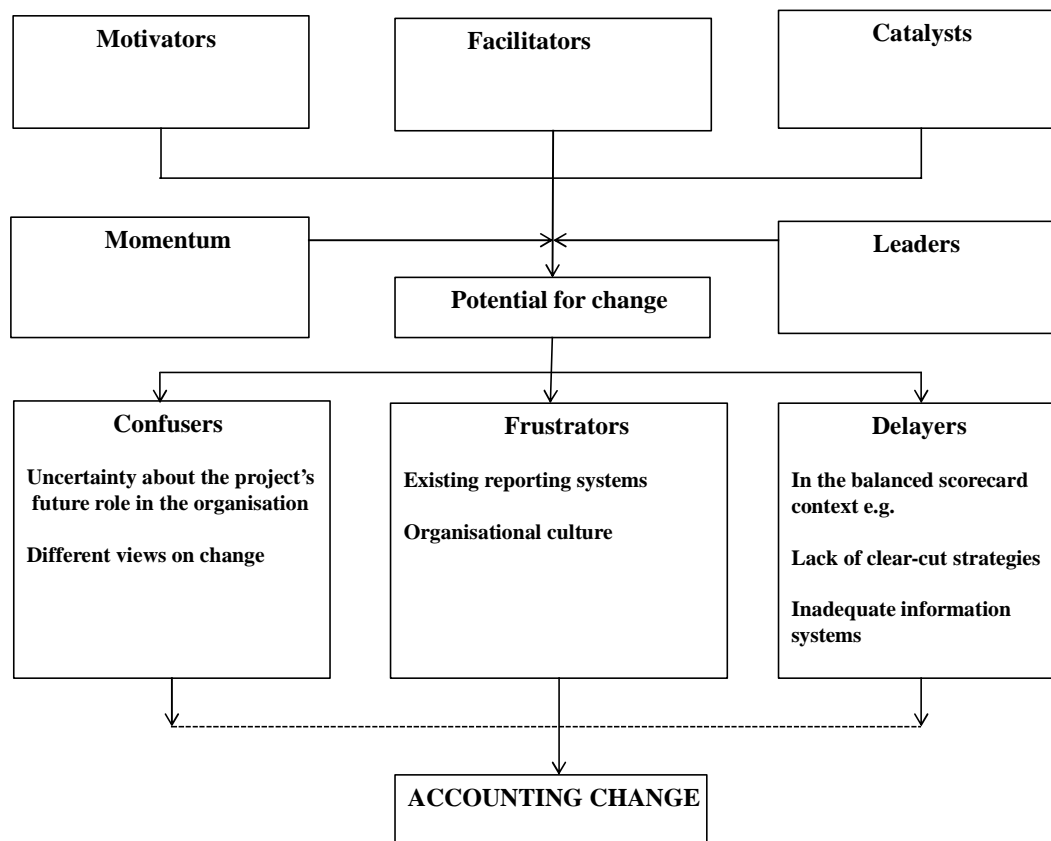 Motivators
Facilitators
Catalysts
Momentum
Leaders
Potential for change
Confusers
Uncertainty about the project’s
future role in the organisation
Different views on change
Frustrators
Existing reporting systems
Organisational culture
Delayers
In the balanced scorecard
context e.g.
Lack of clear-cut strategies
Inadequate information
systems
ACCOUNTING CHANGE